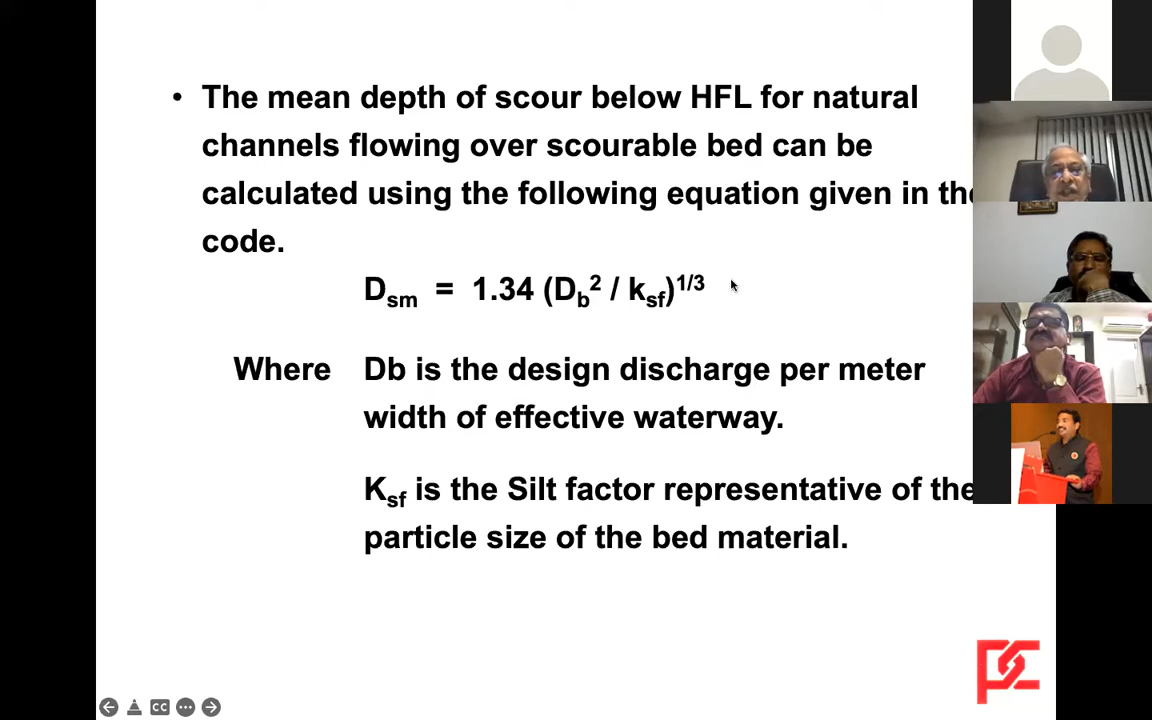 • The mean depth of scour below HFL for natural
channels flowing over scourable bed can be
calculated using the following equation given in the
code.
Dsm = 1.34 (Db² / ksf)^1/3
Where Db is the design discharge per meter
width of effective waterway.
Ksf is the Silt factor representative of the
particle size of the bed material.
CC